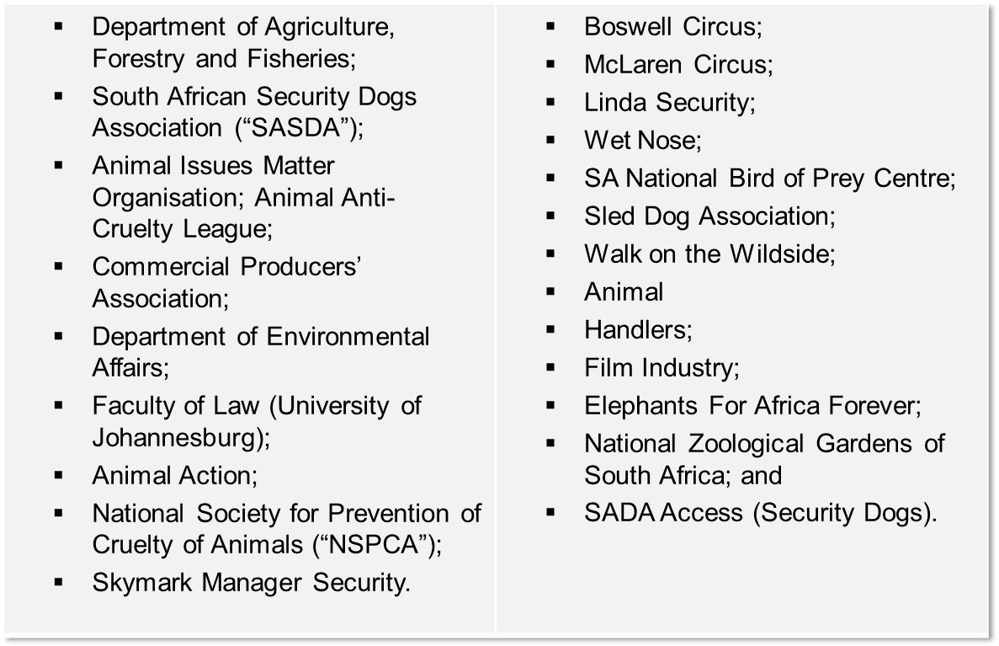 ▪ Department of Agriculture,
Forestry and Fisheries;
▪ South African Security Dogs
Association (“SASDA”);
▪ Animal Issues Matter
Organisation; Animal Anti-
Cruelty League;
▪ Commercial Producers’
Association;
▪ Department of Environmental
Affairs;
▪ Faculty of Law (University of
Johannesburg);
▪ Animal Action;
▪ National Society for Prevention of
Cruelty of Animals (“NSPCA”);
▪ Skymark Manager Security.
▪ Boswell Circus;
▪ McLaren Circus;
▪ Linda Security;
▪ Wet Nose;
▪ SA National Bird of Prey Centre;
▪ Sled Dog Association;
▪ Walk on the Wildside;
▪ Animal
▪ Handlers;
▪ Film Industry;
▪ Elephants For Africa Forever;
▪ National Zoological Gardens of
South Africa; and
▪ SADA Access (Security Dogs).